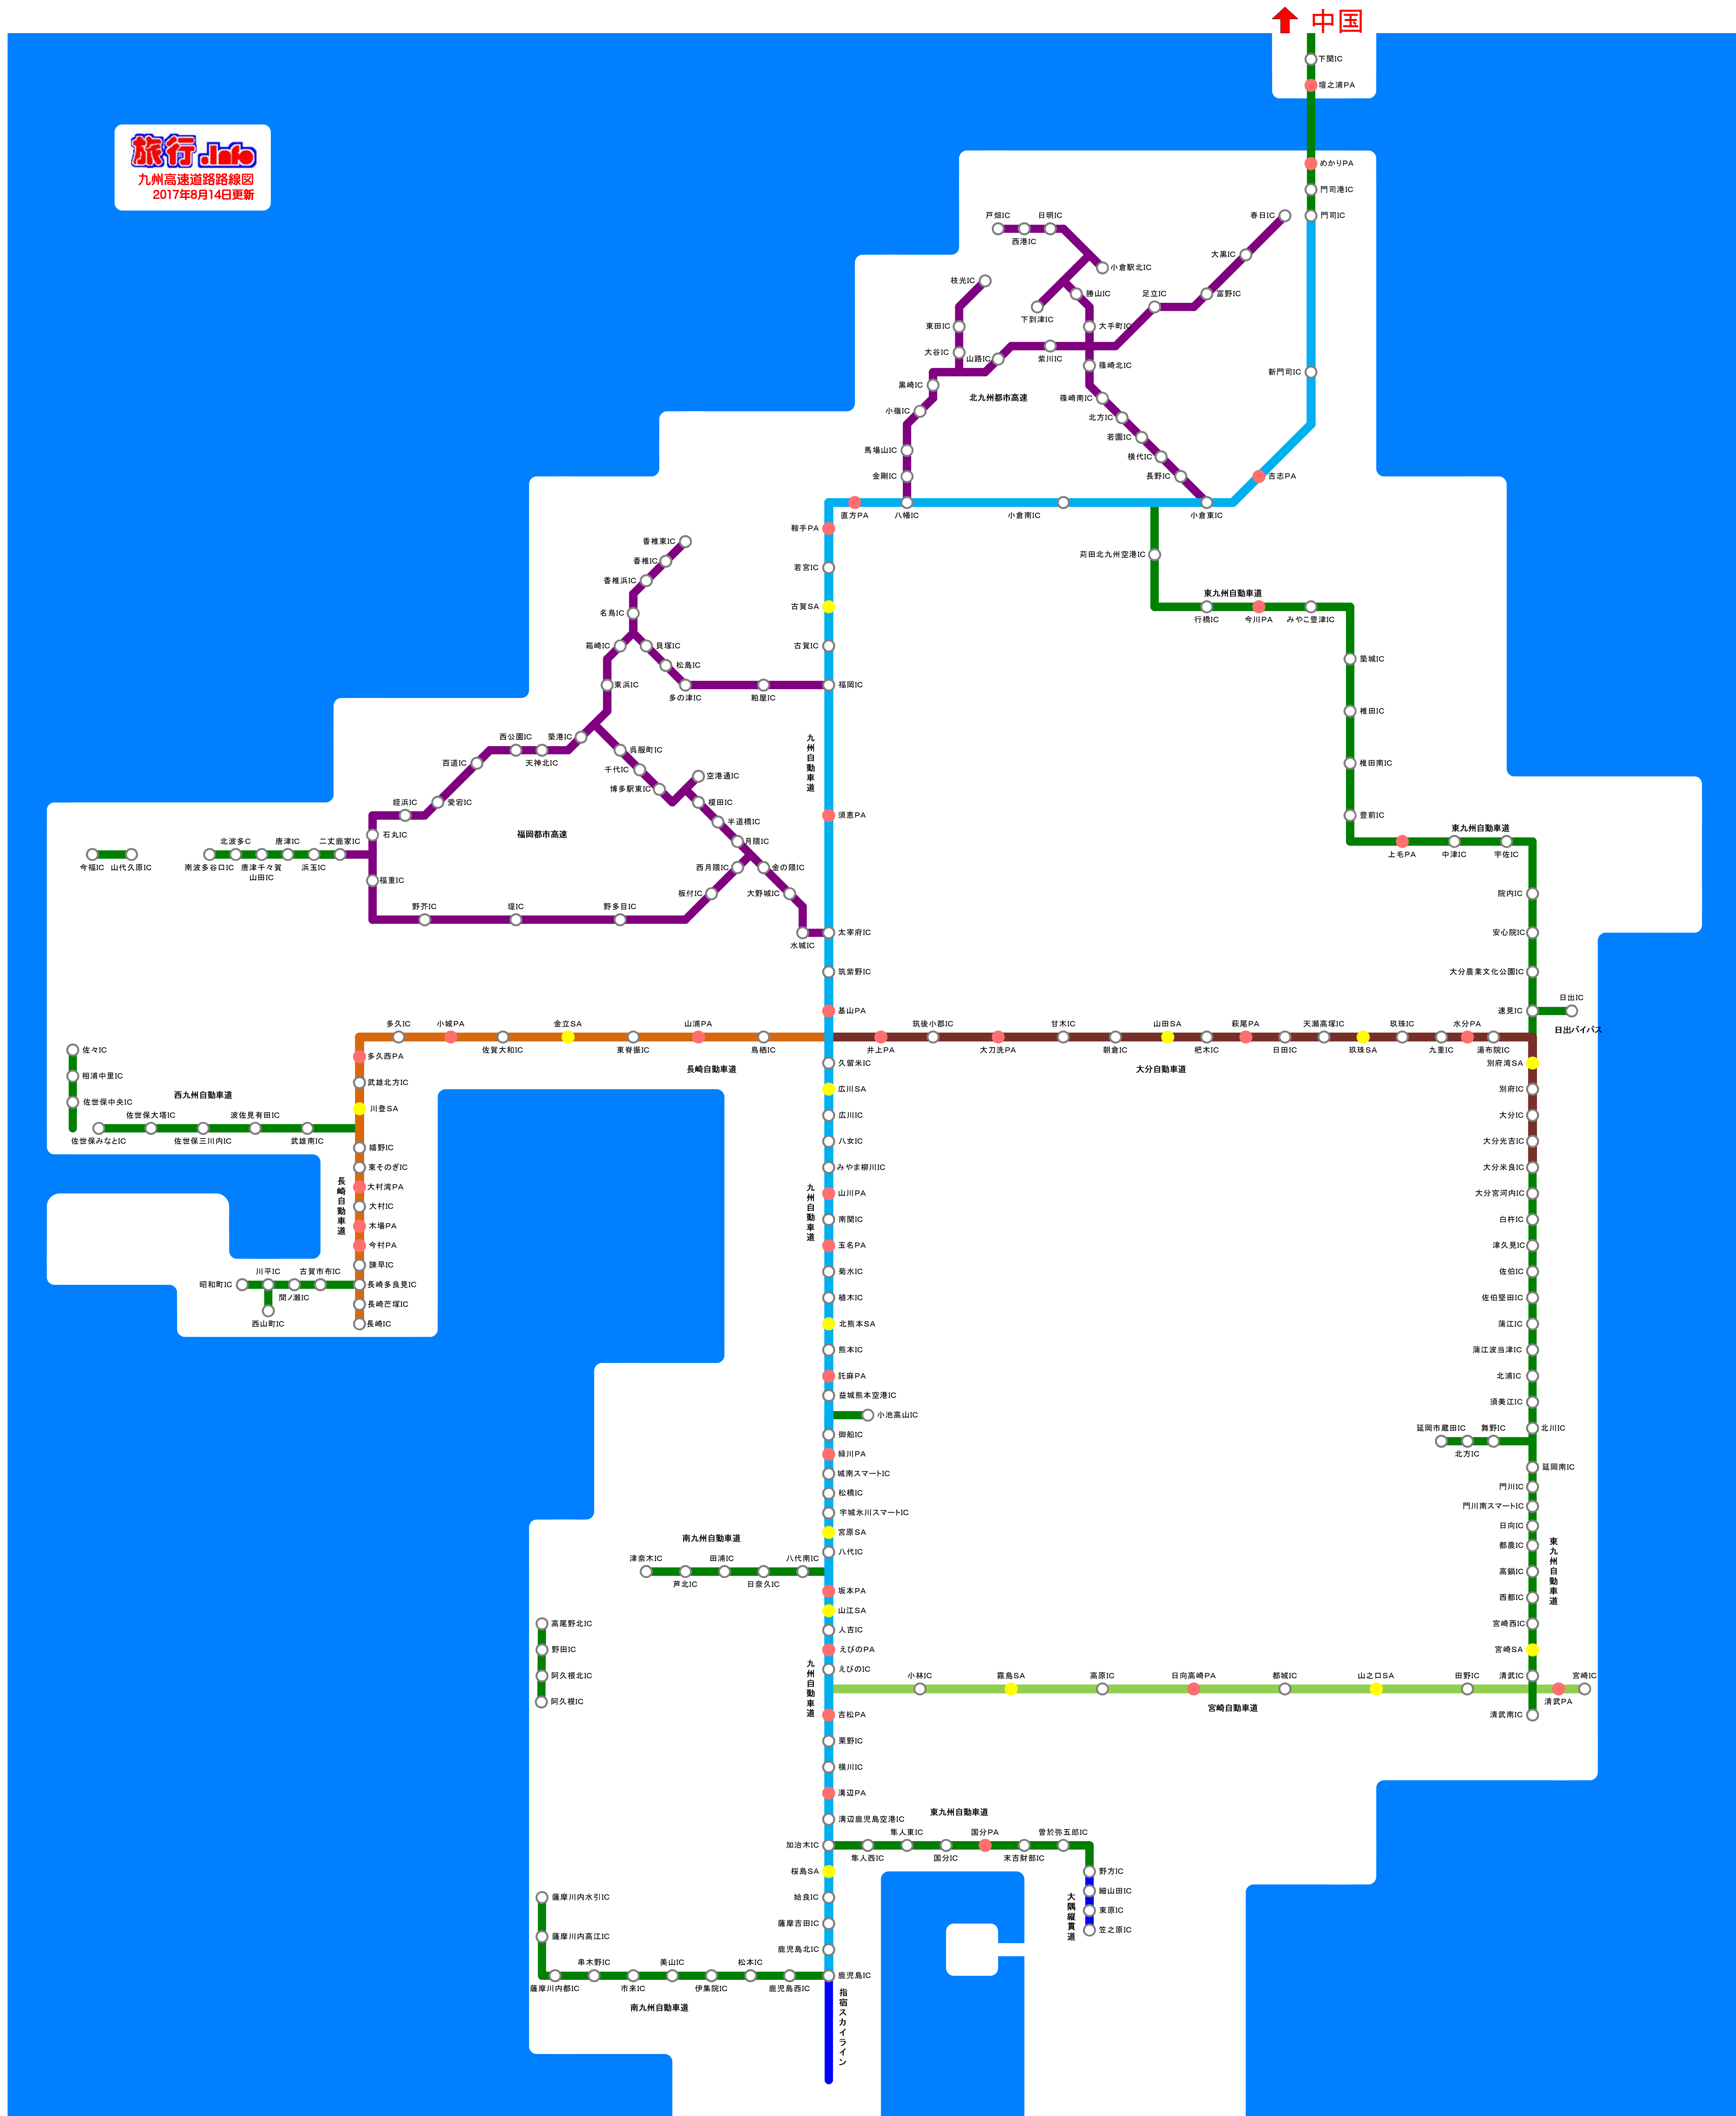 中国
下関IC
壇之浦PA
旅行.Info
九州高速道路路線図
2017年8月14日更新
めかりPA
門司港IC
門司IC
春日IC
戸畑IC
日明IC
西港IC
大黒IC
小倉駅北IC
枝光IC
勝山IC
足立IC
富野IC
下到津IC
東田IC
大手町IC
大谷IC
山路IC
紫川IC
篠崎北IC
新門司IC
黒崎IC
北九州都市高速
篠崎南IC
小嶺IC
北方IC
若園IC
馬場山IC
横代IC
金剛IC
長野IC
吉志PA
直方PA
八幡IC
小倉南IC
小倉東IC
鞍手PA
香椎東IC
苅田北九州空港IC
香椎IC
若宮IC
香椎浜IC
東九州自動車道
名島IC
古賀SA
行橋IC
今川PA
みやこ豊津IC
箱崎IC
貝塚IC
古賀IC
松島IC
築城IC
東浜IC
福岡IC
多の津IC
粕屋IC
椎田IC
西公園IC
築港IC
九州自動車道
呉服町IC
百道IC
天神北IC
千代IC
椎田南IC
空港通IC
博多駅東IC
姪浜IC
愛宕IC
榎田IC
須恵PA
豊前IC
半道橋IC
東九州自動車道
石丸IC
福岡都市高速
月隈IC
北波多C
唐津IC
二丈鹿家IC
上毛PA
中津IC
宇佐IC
今福IC
山代久原IC
南波多谷口IC
唐津千々賀
山田IC
浜玉IC
西月隈IC
金の隈IC
福重IC
板付IC
大野城IC
院内IC
野芥IC
堤IC
野多目IC
太宰府IC
水城IC
安心院IC
筑紫野IC
大分農業文化公園IC
日出IC
基山PA
速見IC
日出バイパス
多久IC
小城PA
金立SA
山浦PA
筑後小郡IC
甘木IC
山田SA
萩尾PA
天瀬高塚IC
玖珠IC
水分PA
佐賀大和IC
東脊振IC
鳥栖IC
井上PA
大刀洗PA
朝倉IC
杷木IC
日田IC
玖珠SA
九重IC
湯布院IC
佐々IC
多久西PA
久留米IC
別府湾SA
長崎自動車道
大分自動車道
相浦中里IC
武雄北方IC
広川SA
別府IC
西九州自動車道
佐世保中央IC
川登SA
広川IC
大分IC
佐世保大塔IC
波佐見有田IC
佐世保みなとIC
佐世保三川内IC
武雄南IC
八女IC
大分光吉IC
嬉野IC
東そのぎIC
みやま柳川IC
大分米良IC
長崎自動車道
大村湾PA
九州自動車道
山川PA
大分宮河内IC
大村IC
南関IC
臼杵IC
木場PA
今村PA
玉名PA
津久見IC
諫早IC
川平IC
古賀市布IC
菊水IC
佐伯IC
昭和町IC
長崎多良見IC
間ノ瀬IC
植木IC
佐伯堅田IC
長崎芒塚IC
西山町IC
長崎IC
北熊本SA
蒲江IC
熊本IC
蒲江波当津IC
託麻PA
北浦IC
益城熊本空港IC
須美江IC
小池高山IC
延岡市蔵田IC
舞野IC
北川IC
御船IC
北方IC
緑川PA
延岡南IC
城南スマートIC
門川IC
松橋IC
門川南スマートIC
宇城氷川スマートIC
日向IC
宮原SA
南九州自動車道
都農IC
八代IC
東九州自動車道
津奈木IC
田浦IC
八代南IC
高鍋IC
芦北IC
日奈久IC
坂本PA
西都IC
山江SA
高尾野北IC
人吉IC
宮崎西IC
野田IC
えびのPA
宮崎SA
九州自動車道
えびのIC
阿久根北IC
小林IC
霧島SA
高原IC
日向高崎PA
都城IC
山之口SA
田野IC
清武IC
宮崎IC
阿久根IC
宮崎自動車道
清武PA
吉松PA
清武南IC
栗野IC
横川IC
溝辺PA
東九州自動車道
溝辺鹿児島空港IC
隼人東IC
国分PA
曽於弥五郎IC
加治木IC
隼人西IC
国分IC
末吉財部IC
桜島SA
野方IC
薩摩川内水引IC
姶良IC
大隅縦貫道
細山田IC
東原IC
薩摩吉田IC
笠之原IC
薩摩川内高江IC
鹿児島北IC
串木野IC
美山IC
松本IC
鹿児島IC
薩摩川内都IC
市来IC
伊集院IC
鹿児島西IC
南九州自動車道
指宿スカイライン